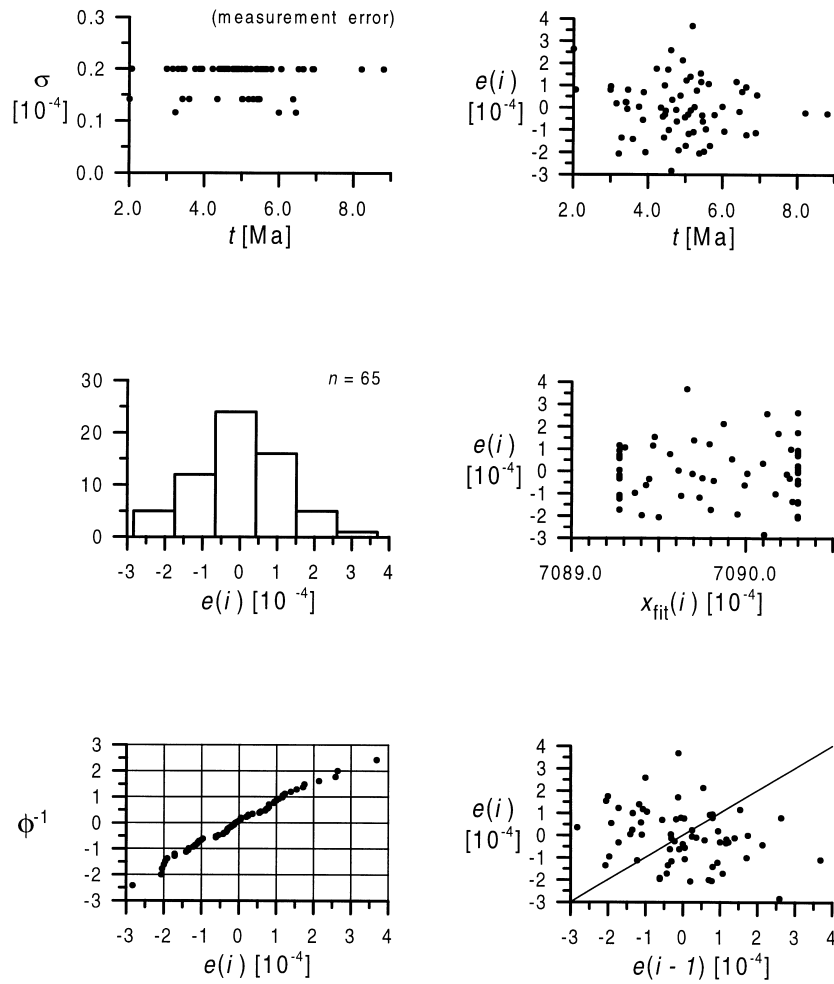 (measurement error)
σ
[10-4]
0.3
0.2
0.1
0.0
2.0 4.0 6.0 8.0
t [Ma]
e(i)
[10-4]
4
3
2
1
0
-1
-2
-3
2.0 4.0 6.0 8.0
t [Ma]
n = 65
30
20
10
0
-3 -2 -1 0 1 2 3 4
e(i) [10-4]
e(i)
[10-4]
4
3
2
1
0
-1
-2
-3
7089.0 7090.0
xfit(i) [10-4]
ϕ-1
3
2
1
0
-1
-2
-3
-3 -2 -1 0 1 2 3 4
e(i) [10-4]
e(i)
[10-4]
4
3
2
1
0
-1
-2
-3
-3 -2 -1 0 1 2 3 4
e(i - 1) [10-4]